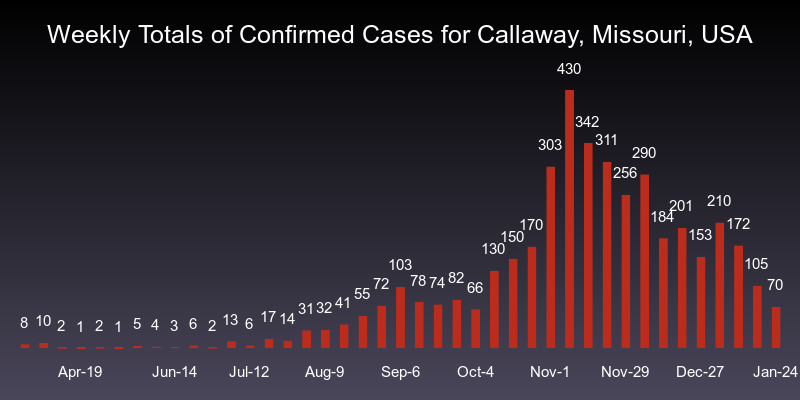 Weekly Totals of Confirmed Cases for Callaway, Missouri, USA
8 10 2 1 2 1 5 4 3 6 2 13 6 17 14 31 32 41 55 72 103 78 74 82 66 130 150 170 303 430 342 311 256 290 184 201 153 210 172 105 70
Apr-19 Jun-14 Jul-12 Aug-9 Sep-6 Oct-4 Nov-1 Nov-29 Dec-27 Jan-24